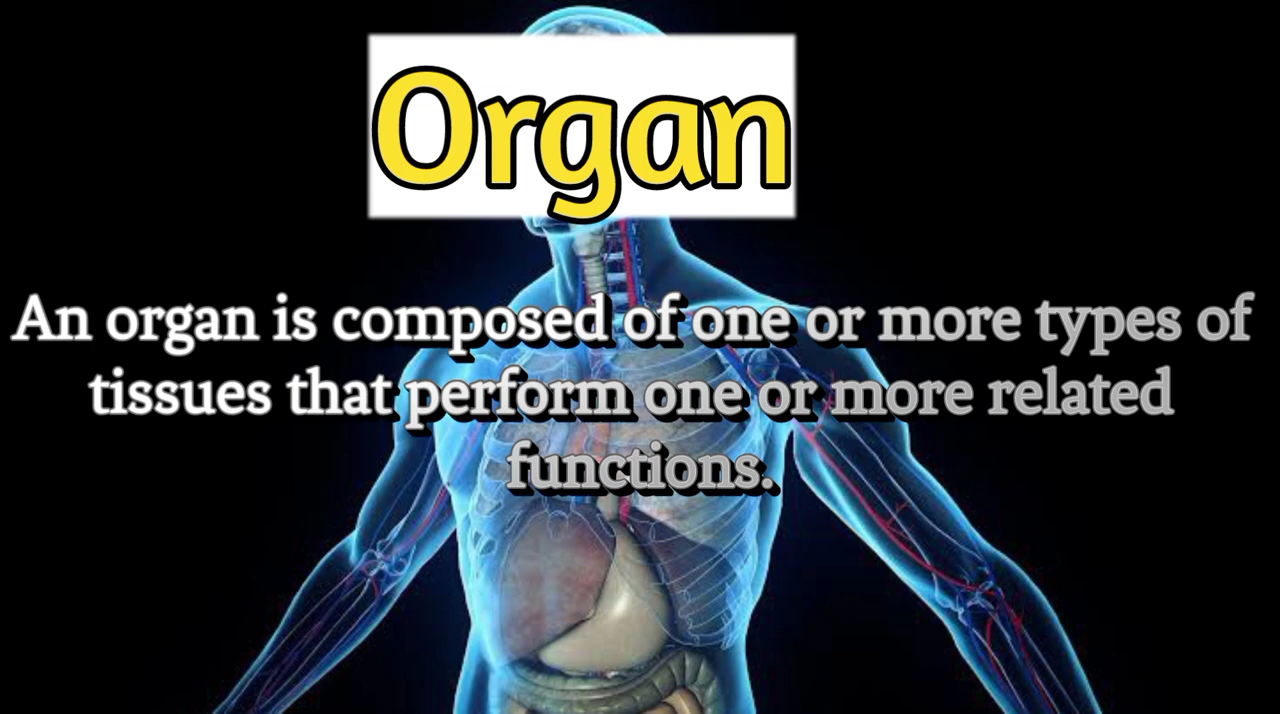 Organ
An organ is composed of one or more types of
tissues that perform one or more related
functions.